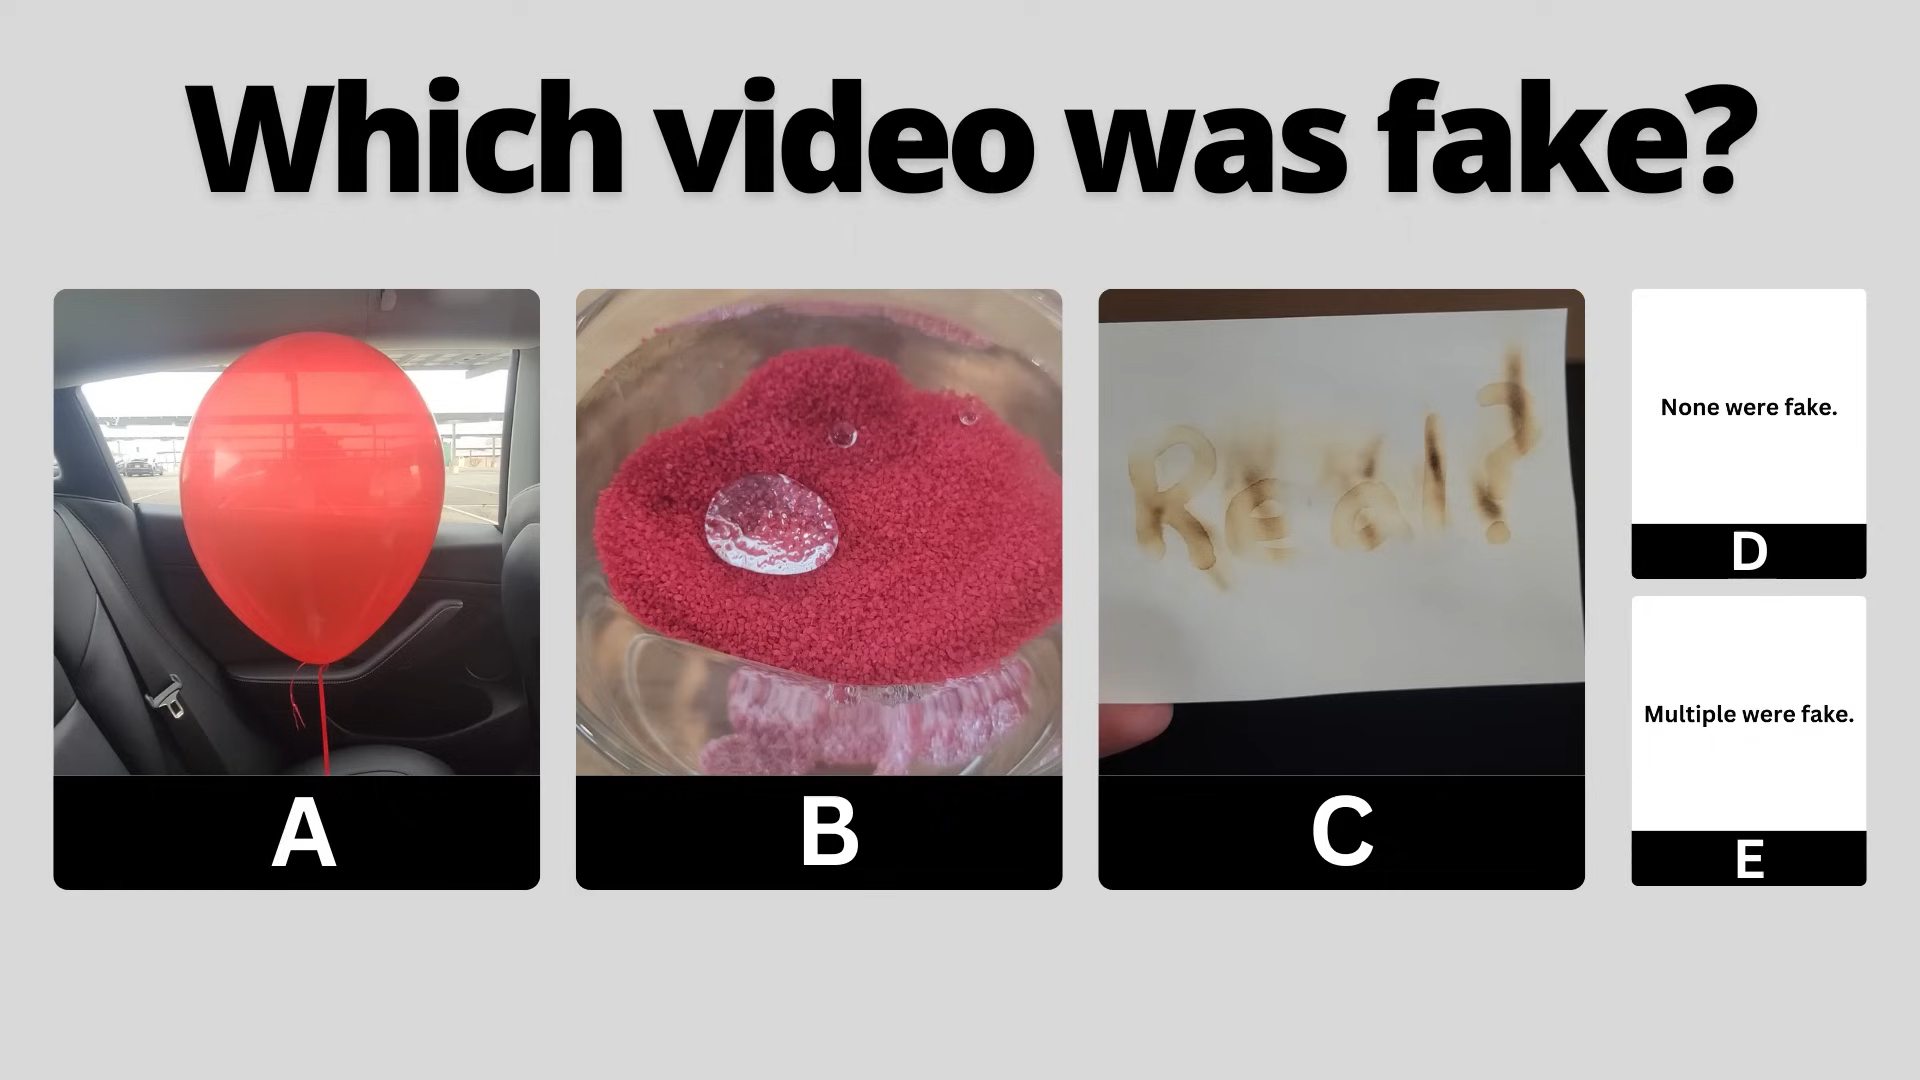 Which video was fake?
Real?
None were fake.
D
Multiple were fake.
A
B
C
E